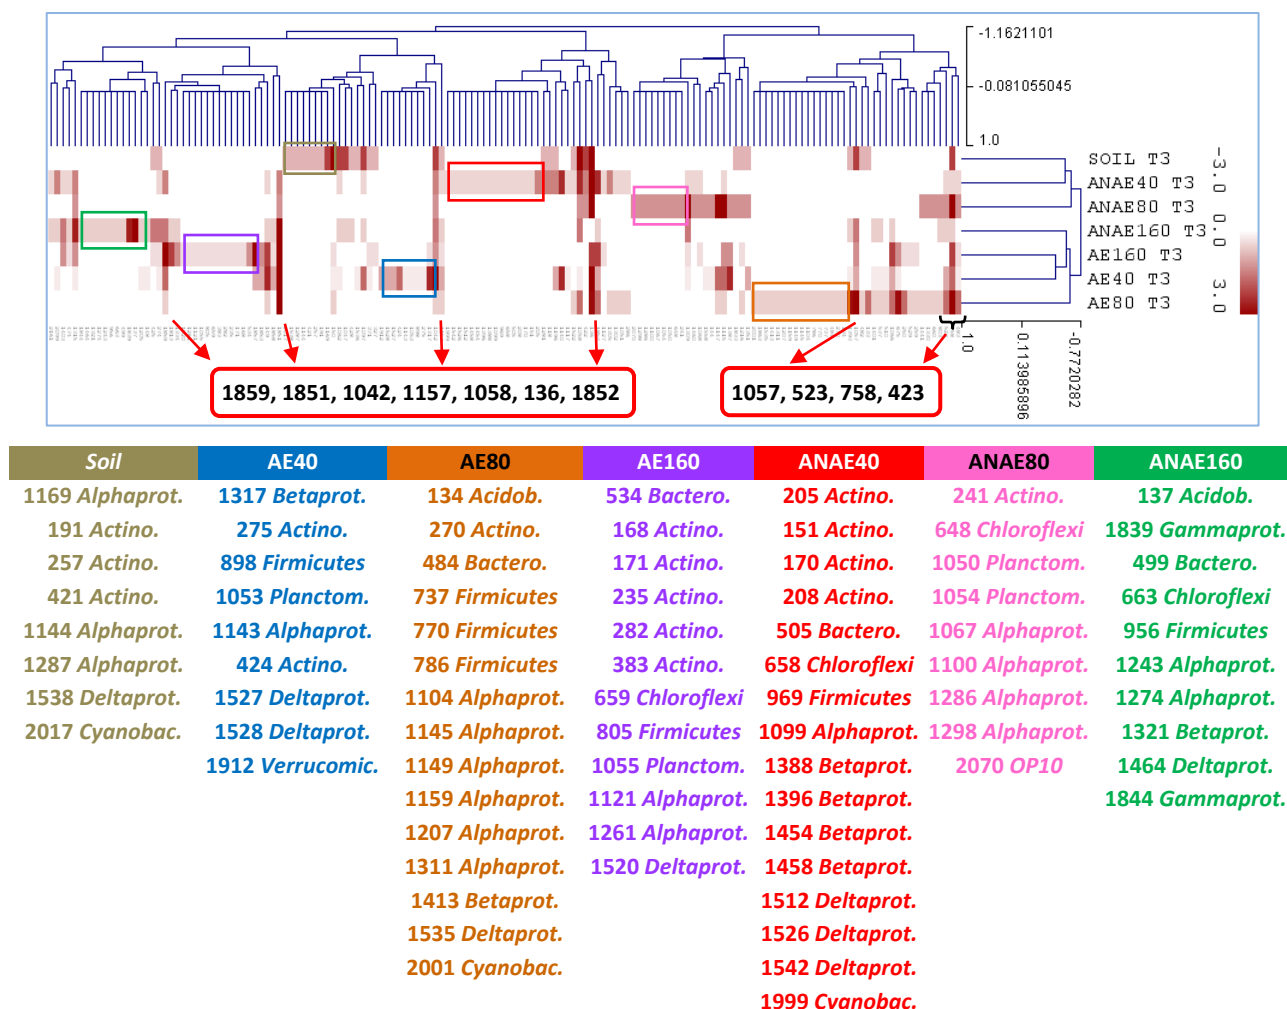 -1.1621101
-0.081055045
1.0
SOIL T3
ANAE40 T3
ANAE80 T3
ANAE160 T3
AE160 T3
AE40 T3
AE80 T3
-3.0 0.0 3.0
1.0
-0.113985896
-0.7720282
1859, 1851, 1042, 1157, 1058, 136, 1852
1057, 523, 758, 423
Soil AE40 AE80 AE160 ANAE40 ANAE80 ANAE160
1169 Alphaprot. 1317 Betaprot. 134 Acidob. 534 Bactero. 205 Actino. 241 Actino. 137 Acidob.
191 Actino. 275 Actino. 270 Actino. 168 Actino. 151 Actino. 648 Chloroflexi 1839 Gammaprot.
257 Actino. 898 Firmicutes 484 Bactero. 171 Actino. 170 Actino. 1050 Planctom. 499 Bactero.
421 Actino. 1053 Planctom. 737 Firmicutes 235 Actino. 208 Actino. 1054 Planctom. 663 Chloroflexi
1144 Alphaprot. 1143 Alphaprot. 770 Firmicutes 282 Actino. 505 Bactero. 1067 Alphaprot. 956 Firmicutes
1287 Alphaprot. 424 Actino. 786 Firmicutes 383 Actino. 658 Chloroflexi 1100 Alphaprot. 1243 Alphaprot.
1538 Deltaprot. 1527 Deltaprot. 1104 Alphaprot. 659 Chloroflexi 969 Firmicutes 1286 Alphaprot. 1274 Alphaprot.
2017 Cyanobac. 1528 Deltaprot. 1145 Alphaprot. 805 Firmicutes 1099 Alphaprot. 1298 Alphaprot. 1321 Betaprot.
1912 Verrucomic. 1149 Alphaprot. 1055 Planctom. 1388 Betaprot. 2070 OP10 1464 Deltaprot.
1159 Alphaprot. 1121 Alphaprot. 1396 Betaprot. 1844 Gammaprot.
1207 Alphaprot. 1261 Alphaprot. 1454 Betaprot.
1311 Alphaprot. 1520 Deltaprot. 1458 Betaprot.
1413 Betaprot. 1512 Deltaprot.
1535 Deltaprot. 1526 Deltaprot.
2001 Cyanobac. 1542 Deltaprot.
1999 Cyanobac.